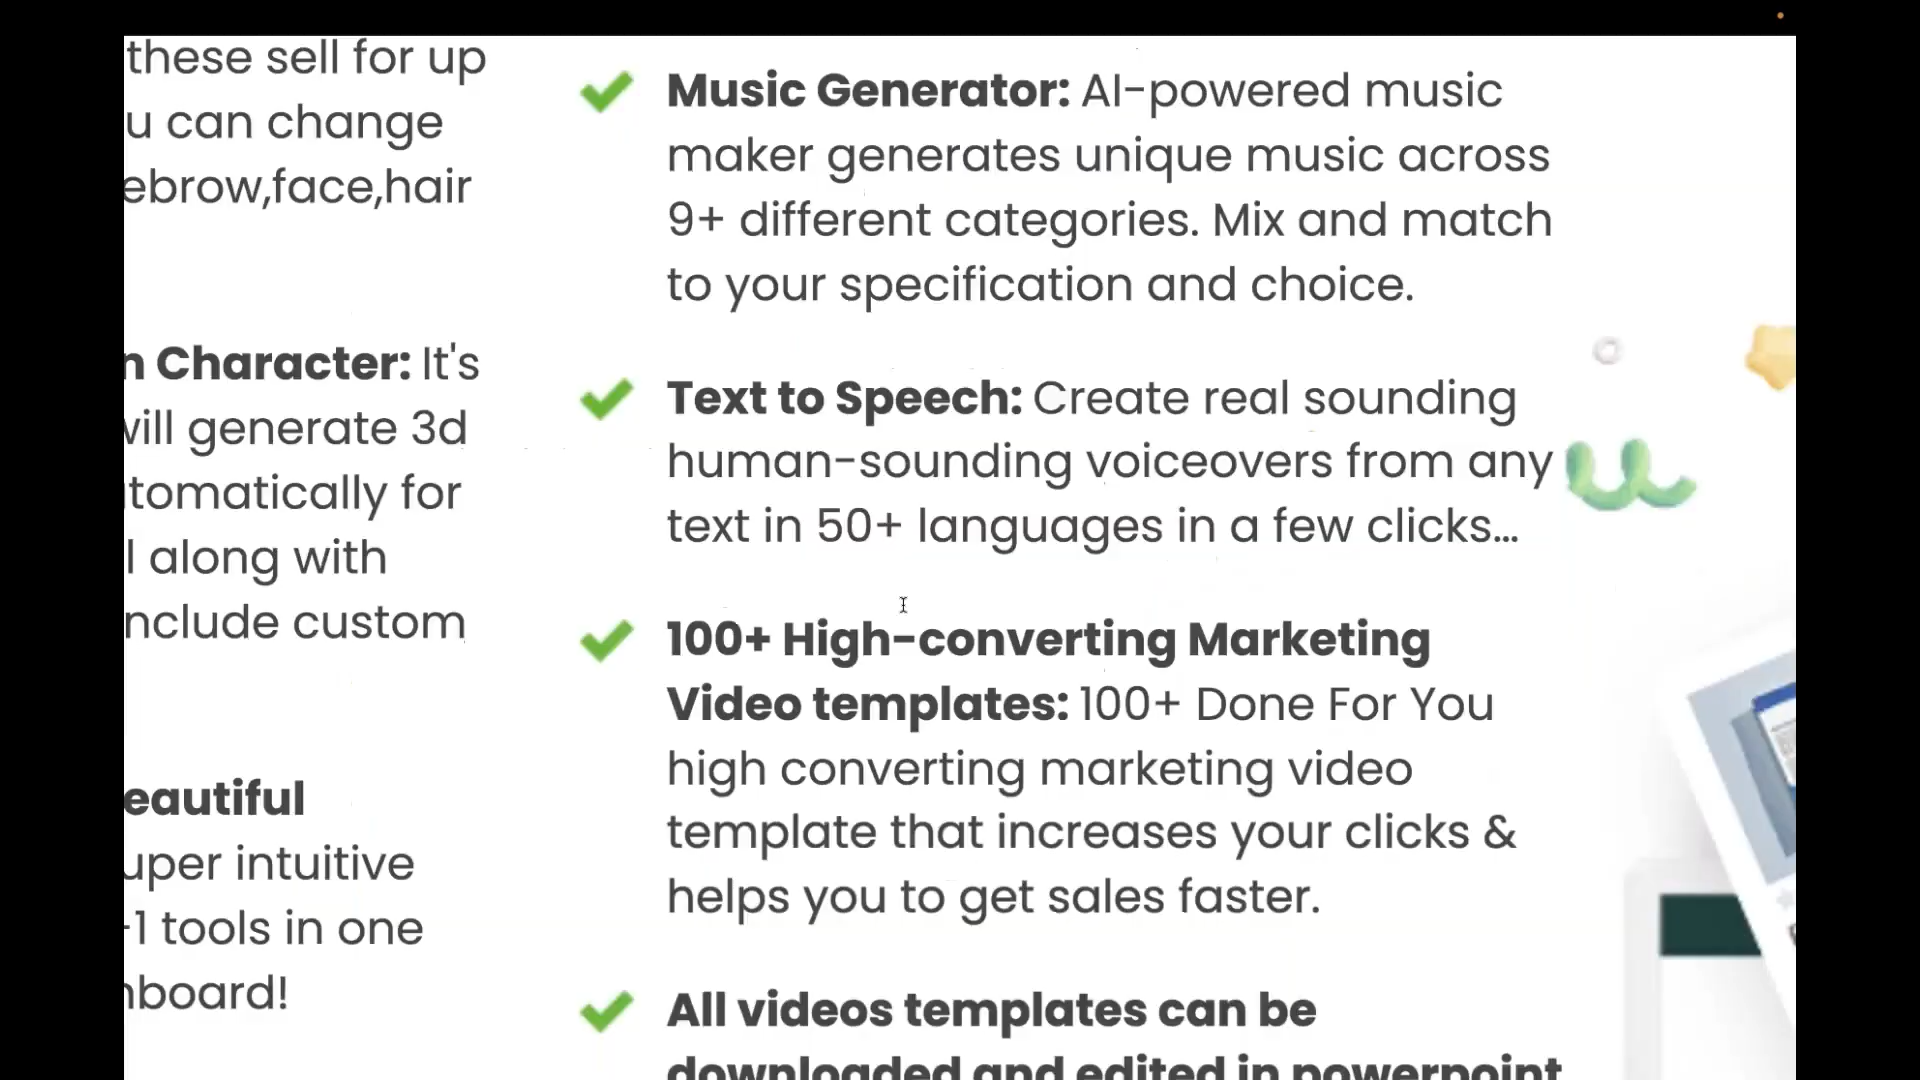 these sell for up
u can change
ebrow,face,hair
n Character: It's
will generate 3d
tomatically for
l along with
nclude custom
eautiful
uper intuitive
-1 tools in one
board!
Music Generator: AI-powered music
maker generates unique music across
9+ different categories. Mix and match
to your specification and choice.
Text to Speech: Create real sounding
human-sounding voiceovers from any
text in 50+ languages in a few clicks...
100+ High-converting Marketing
Video templates: 100+ Done For You
high converting marketing video
template that increases your clicks &
helps you to get sales faster.
All videos templates can be
downloaded and edited in powerpoint